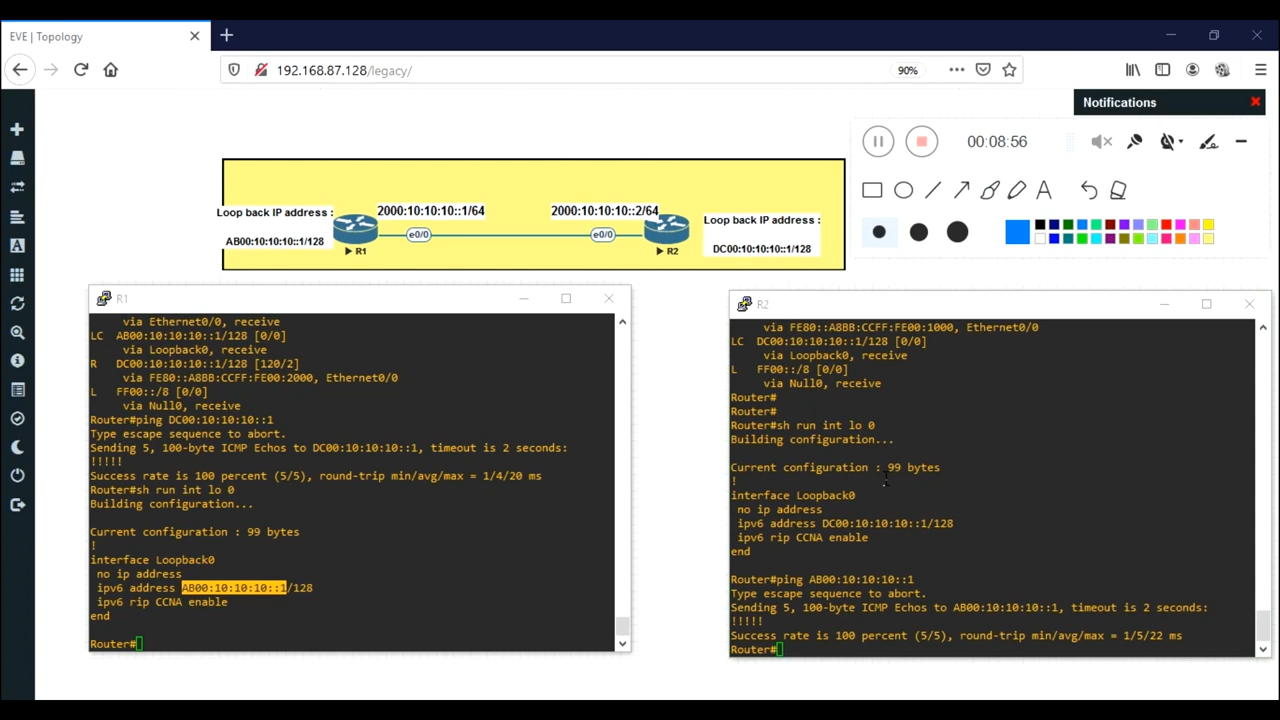 EVE | Topology
192.168.87.128/legacy/
90%
Notifications
00:08:56
A
Loop back IP address :
AB00:10:10:10::1/128
2000:10:10:10::1/64
e0/0
R1
2000:10:10:10::2/64
e0/0
R2
Loop back IP address :
DC00:10:10:10::1/128
R1
via Ethernet0/0, receive
LC AB00:10:10:10::1/128 [0/0]
via Loopback0, receive
R DC00:10:10:10::1/128 [120/2]
via FE80::A8BB:CCFF:FE00:2000, Ethernet0/0
L FF00::/8 [0/0]
via Null0, receive
Router#ping DC00:10:10:10::1
Type escape sequence to abort.
Sending 5, 100-byte ICMP Echos to DC00:10:10:10::1, timeout is 2 seconds:
!!!!!
Success rate is 100 percent (5/5), round-trip min/avg/max = 1/4/20 ms
Router#sh run int lo 0
Building configuration...
Current configuration : 99 bytes
!
interface Loopback0
no ip address
ipv6 address AB00:10:10:10::1/128
ipv6 rip CCNA enable
end
Router#
R2
via FE80::A8BB:CCFF:FE00:1000, Ethernet0/0
LC DC00:10:10:10::1/128 [0/0]
via Loopback0, receive
L FF00::/8 [0/0]
via Null0, receive
Router#
Router#
Router#sh run int lo 0
Building configuration...
Current configuration : 99 bytes
!
interface Loopback0
no ip address
ipv6 address DC00:10:10:10::1/128
ipv6 rip CCNA enable
end
Router#ping AB00:10:10:10::1
Type escape sequence to abort.
Sending 5, 100-byte ICMP Echos to AB00:10:10:10::1, timeout is 2 seconds:
!!!!!
Success rate is 100 percent (5/5), round-trip min/avg/max = 1/5/22 ms
Router#